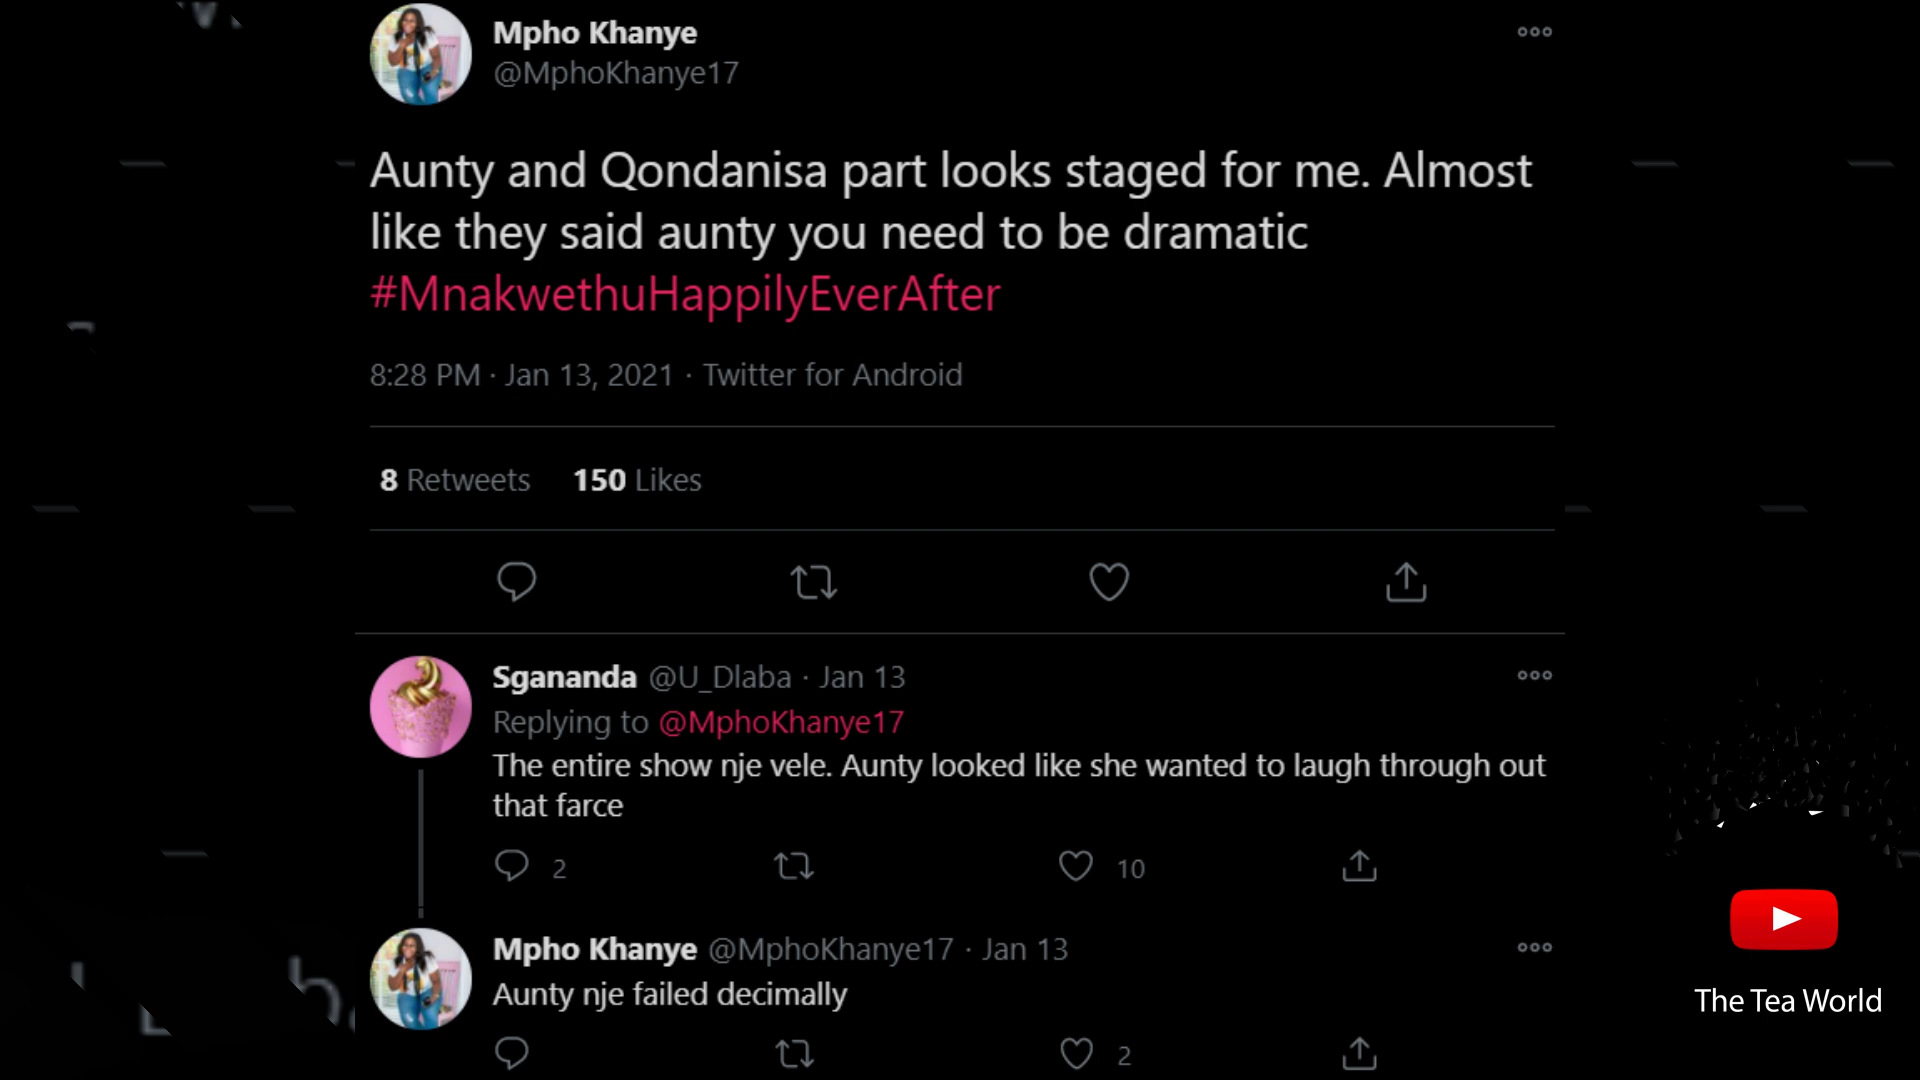 Mpho Khanye
@MphoKhanye17
Aunty and Qondanisa part looks staged for me. Almost
like they said aunty you need to be dramatic
#MnakwethuHappilyEverAfter
8:28 PM · Jan 13, 2021 · Twitter for Android
8 Retweets 150 Likes
Sgananda @U_Dlaba · Jan 13
Replying to @MphoKhanye17
The entire show nje vele. Aunty looked like she wanted to laugh through out
that farce
2 10
Mpho Khanye @MphoKhanye17 · Jan 13
Aunty nje failed decimally
2
The Tea World